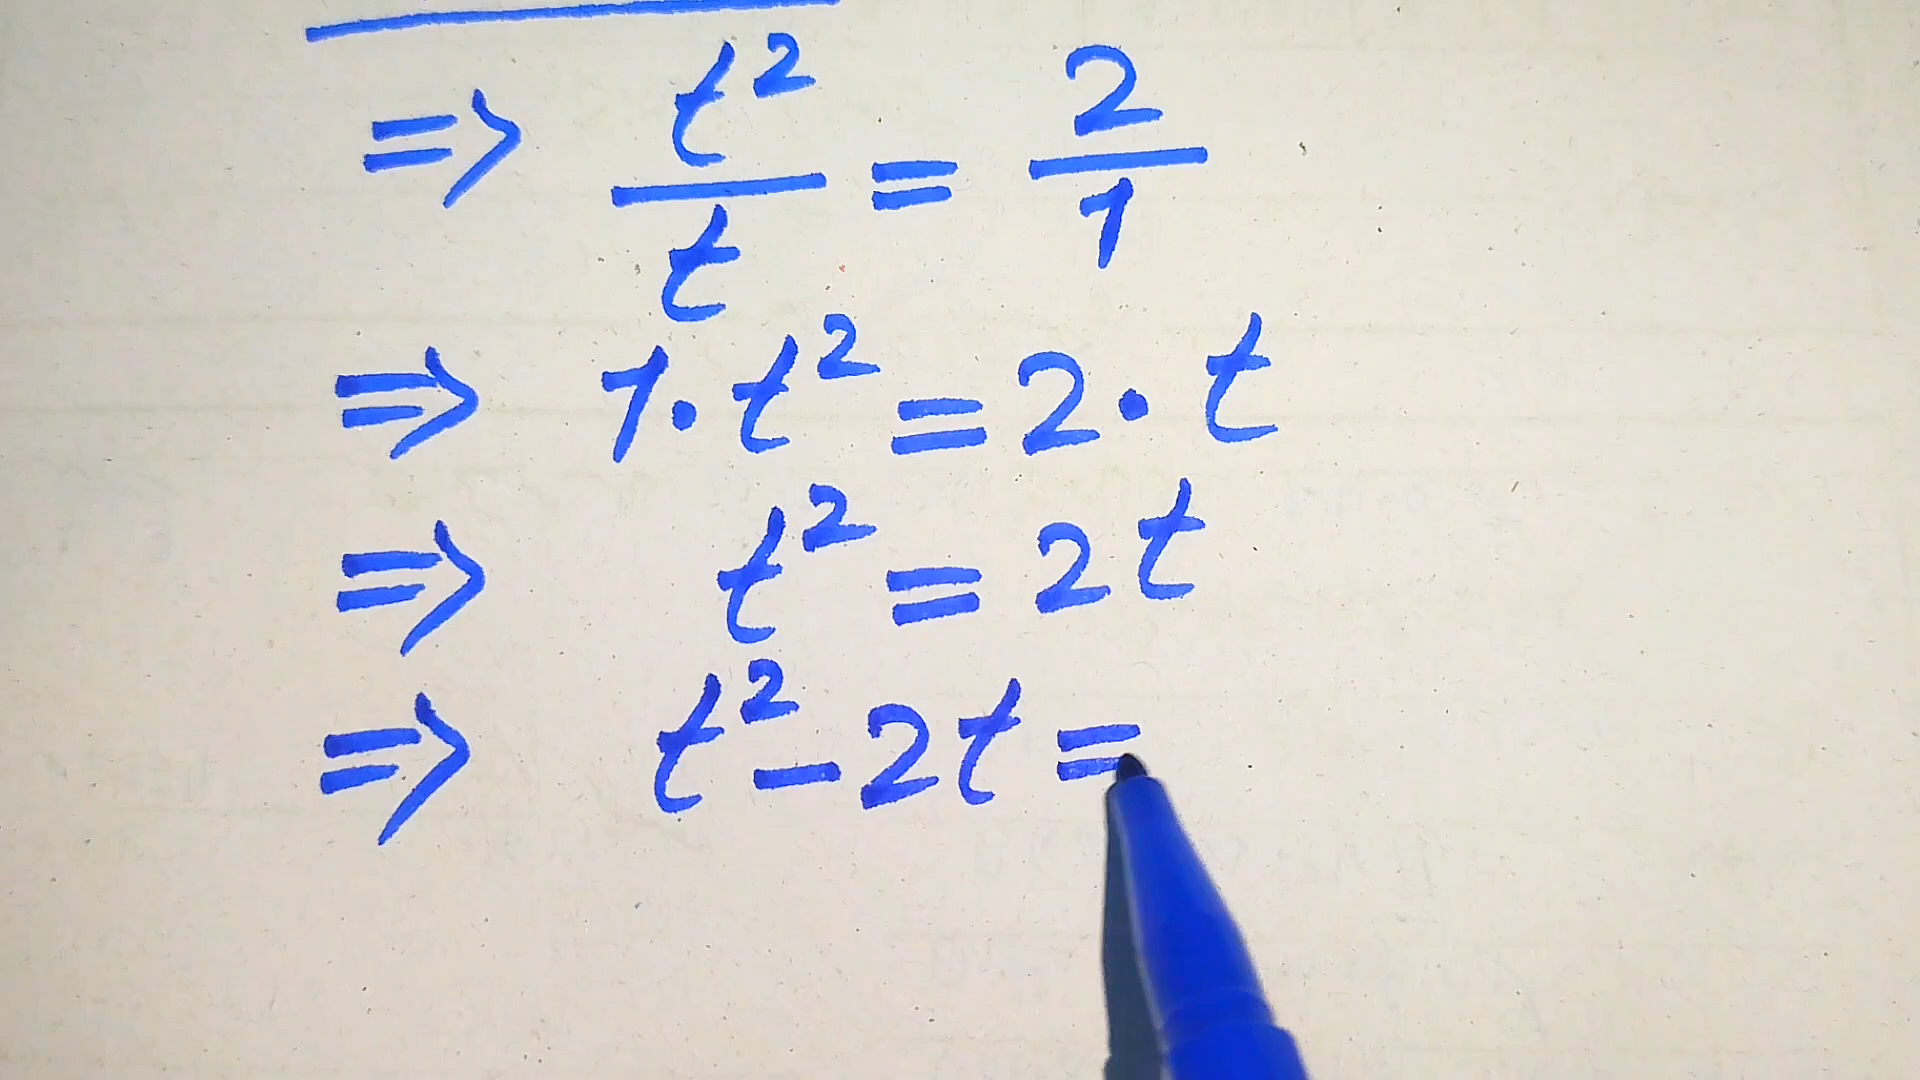 => t²/t = 2/1
=> 1·t² = 2·t
=> t² = 2t
=> t² - 2t =